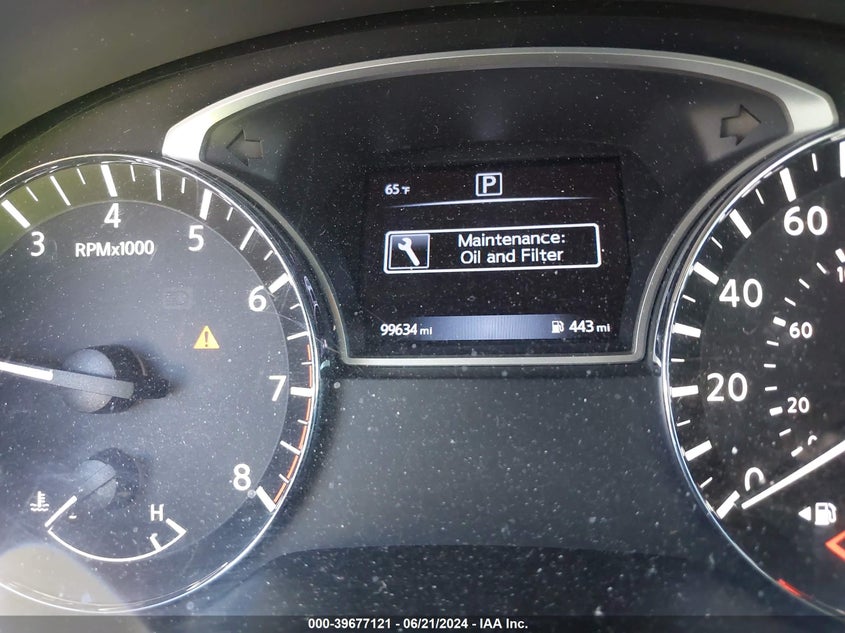 65°F
P
Maintenance:
Oil and Filter
99634 mi
443 mi
3
4
5
6
7
8
RPMx1000
H
60
40
20
0
60
20
000-39677121 - 06/21/2024 - IAA Inc.